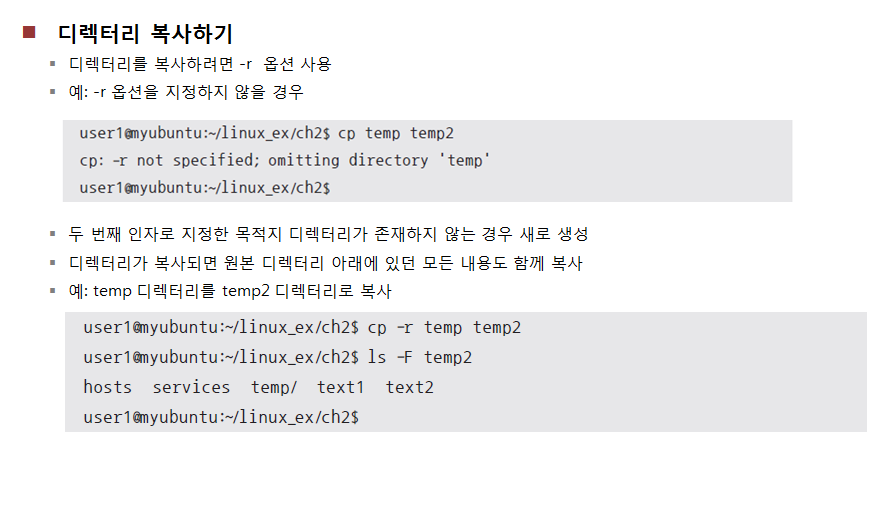 디렉터리 복사하기
디렉터리를 복사하려면 -r 옵션 사용
예: -r 옵션을 지정하지 않을 경우
user1@myubuntu:~/linux_ex/ch2$ cp temp temp2
cp: -r not specified; omitting directory 'temp'
user1@myubuntu:~/linux_ex/ch2$
두 번째 인자로 지정한 목적지 디렉터리가 존재하지 않는 경우 새로 생성
디렉터리가 복사되면 원본 디렉터리 아래에 있던 모든 내용도 함께 복사
예: temp 디렉터리를 temp2 디렉터리로 복사
user1@myubuntu:~/linux_ex/ch2$ cp -r temp temp2
user1@myubuntu:~/linux_ex/ch2$ ls -F temp2
hosts services temp/ text1 text2
user1@myubuntu:~/linux_ex/ch2$